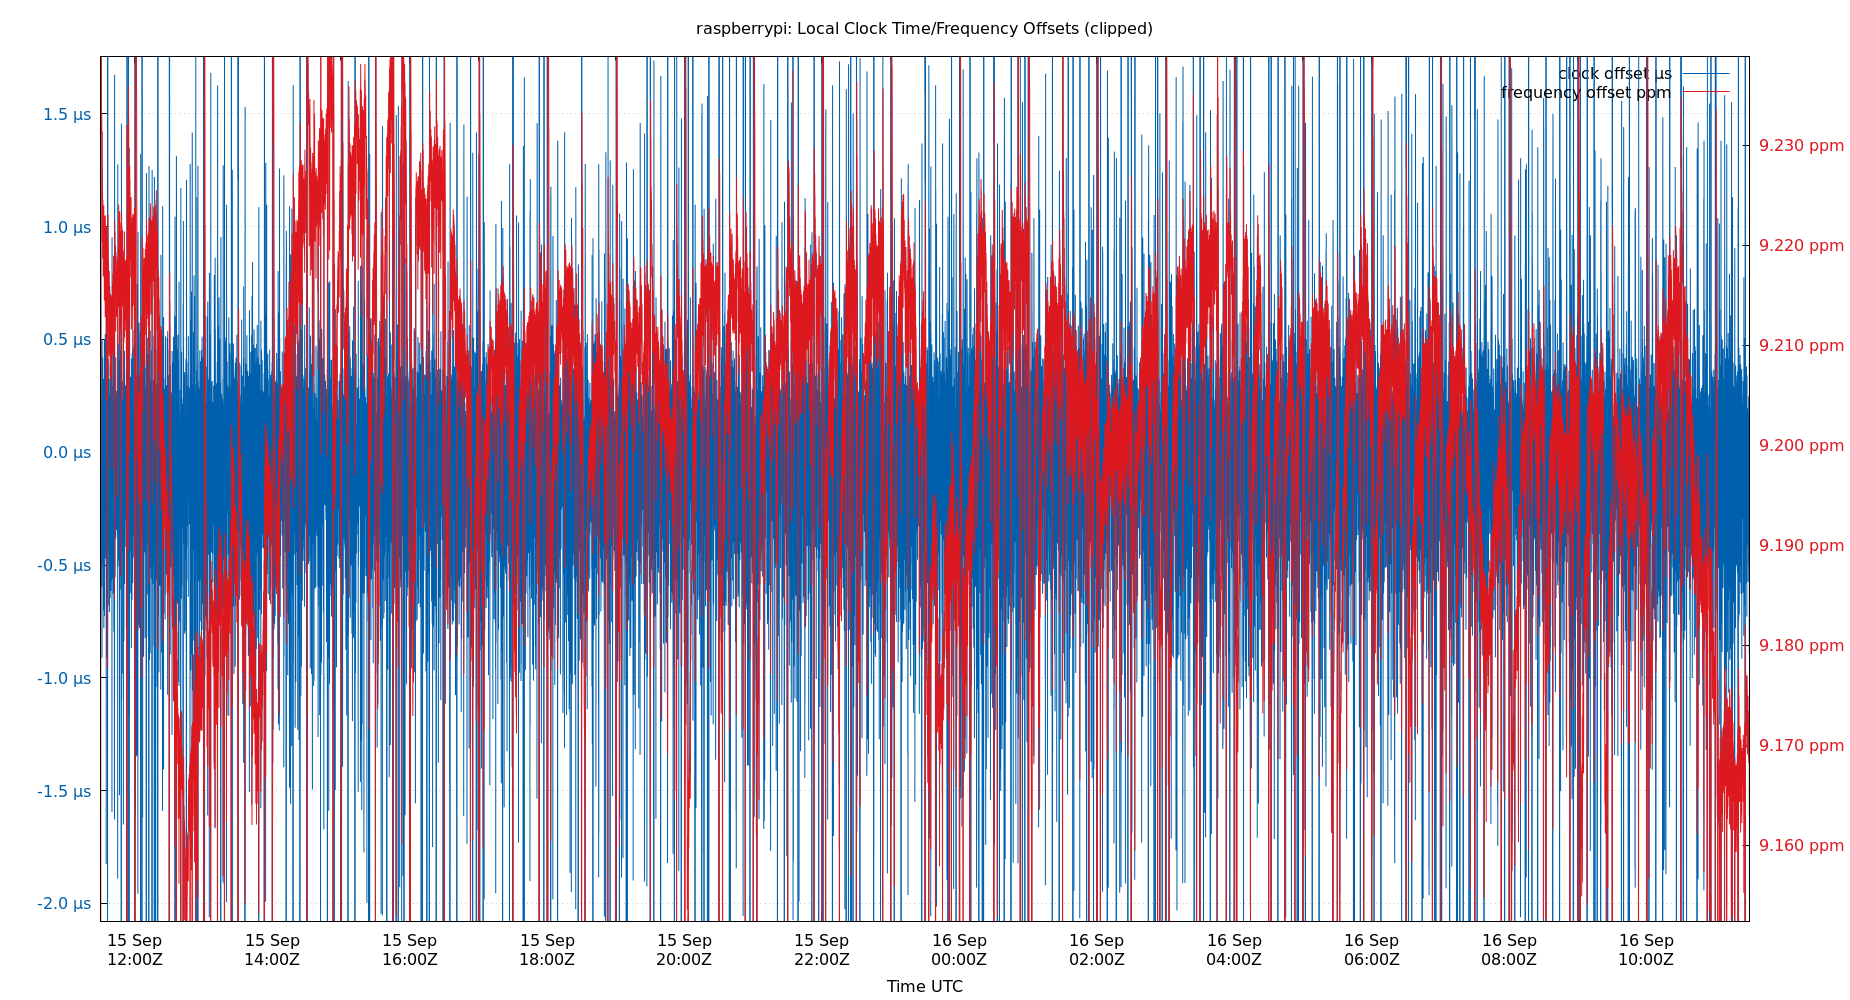 raspberrypi: Local Clock Time/Frequency Offsets (clipped)
clock offset µs
frequency offset ppm
1.5 µs
1.0 µs
0.5 µs
0.0 µs
-0.5 µs
-1.0 µs
-1.5 µs
-2.0 µs
9.230 ppm
9.220 ppm
9.210 ppm
9.200 ppm
9.190 ppm
9.180 ppm
9.170 ppm
9.160 ppm
15 Sep 15 Sep 15 Sep 15 Sep 15 Sep 15 Sep 16 Sep 16 Sep 16 Sep 16 Sep 16 Sep 16 Sep
12:00Z 14:00Z 16:00Z 18:00Z 20:00Z 22:00Z 00:00Z 02:00Z 04:00Z 06:00Z 08:00Z 10:00Z
Time UTC